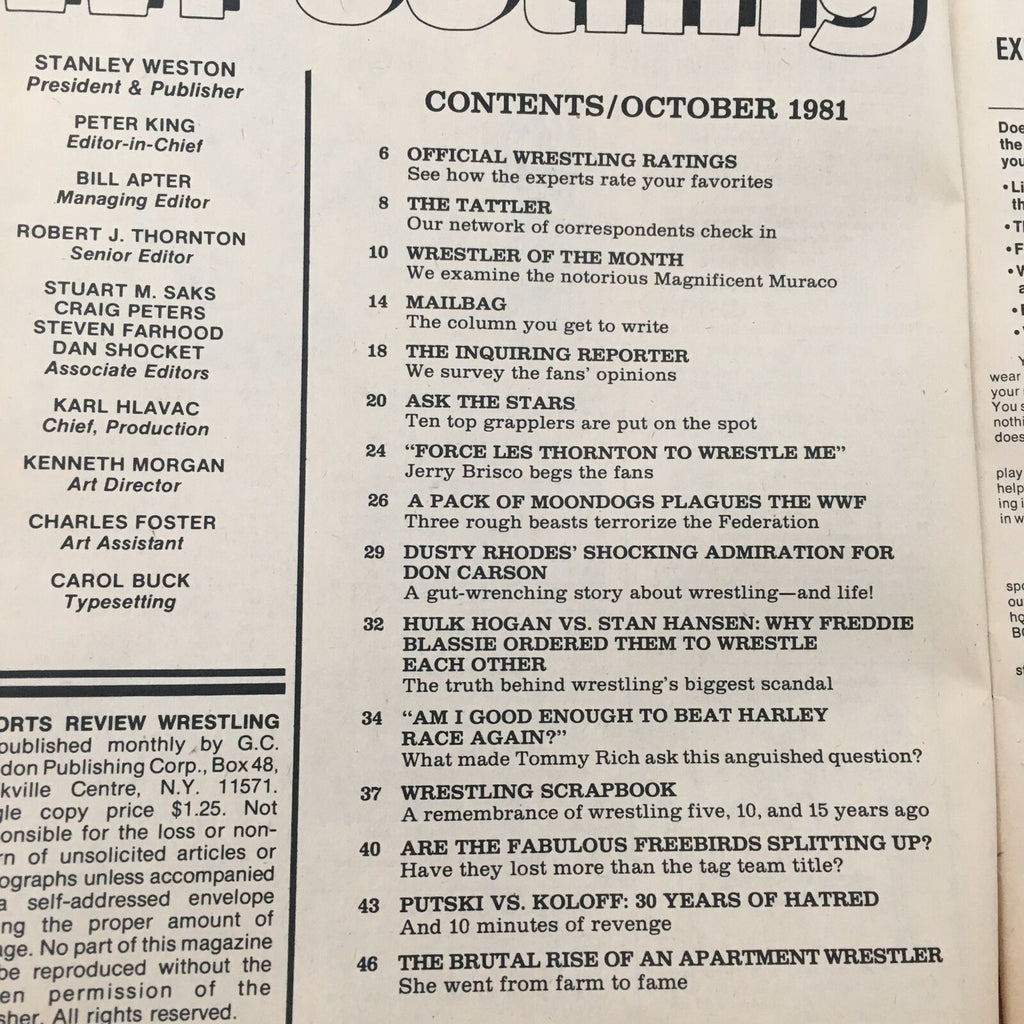 STANLEY WESTON
President & Publisher
PETER KING
Editor-in-Chief
BILL APTER
Managing Editor
ROBERT J. THORNTON
Senior Editor
STUART M. SAKS
CRAIG PETERS
STEVEN FARHOOD
DAN SHOCKET
Associate Editors
KARL HLAVAC
Chief, Production
KENNETH MORGAN
Art Director
CHARLES FOSTER
Art Assistant
CAROL BUCK
Typesetting
REVIEW WRESTLING
published monthly by G.C.
Publishing Corp., Box 48,
Centre, N.Y. 11571.
copy price $1.25. Not
for the loss or non-
of unsolicited articles or
unless accompanied
a self-addressed envelope
the proper amount of
No part of this magazine
be reproduced without the
permission of the
All rights reserved.
CONTENTS/OCTOBER 1981
6 OFFICIAL WRESTLING RATINGS
See how the experts rate your favorites
8 THE TATTLER
Our network of correspondents check in
10 WRESTLER OF THE MONTH
We examine the notorious Magnificent Muraco
14 MAILBAG
The column you get to write
18 THE INQUIRING REPORTER
We survey the fans' opinions
20 ASK THE STARS
Ten top grapplers are put on the spot
24 “FORCE LES THORNTON TO WRESTLE ME”
Jerry Brisco begs the fans
26 A PACK OF MOONDOGS PLAGUES THE WWF
Three rough beasts terrorize the Federation
29 DUSTY RHODES' SHOCKING ADMIRATION FOR
DON CARSON
A gut-wrenching story about wrestling—and life!
32 HULK HOGAN VS. STAN HANSEN: WHY FREDDIE
BLASSIE ORDERED THEM TO WRESTLE
EACH OTHER
The truth behind wrestling's biggest scandal
34 “AM I GOOD ENOUGH TO BEAT HARLEY
RACE AGAIN?”
What made Tommy Rich ask this anguished question?
37 WRESTLING SCRAPBOOK
A remembrance of wrestling five, 10, and 15 years ago
40 ARE THE FABULOUS FREEBIRDS SPLITTING UP?
Have they lost more than the tag team title?
43 PUTSKI VS. KOLOFF: 30 YEARS OF HATRED
And 10 minutes of revenge
46 THE BRUTAL RISE OF AN APARTMENT WRESTLER
She went from farm to fame
the
wear
does
play
help
in